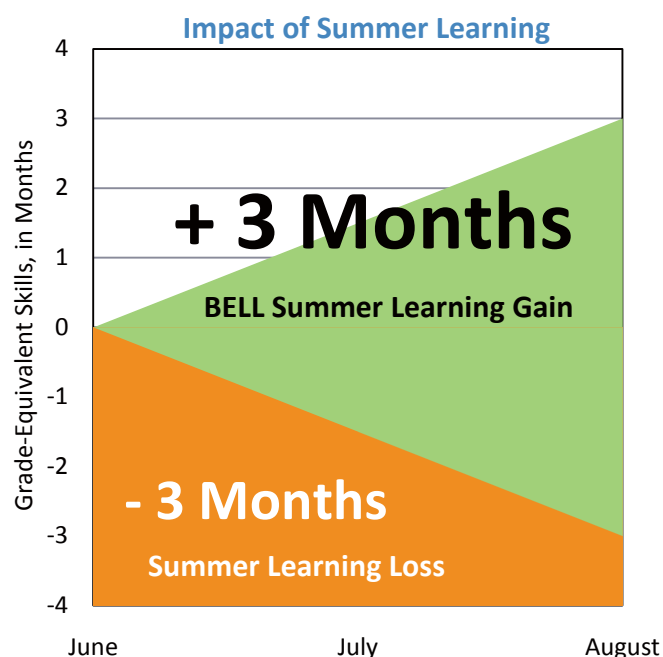 Impact of Summer Learning
Grade-Equivalent Skills, in Months
4
3
2
1
0
-1
-2
-3
-4
+ 3 Months
BELL Summer Learning Gain
- 3 Months
Summer Learning Loss
June July August